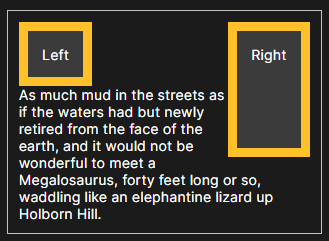 Left
Right
As much mud in the streets as
if the waters had but newly
retired from the face of the
earth, and it would not be
wonderful to meet a
Megalosaurus, forty feet long or so,
waddling like an elephantine lizard up
Holborn Hill.